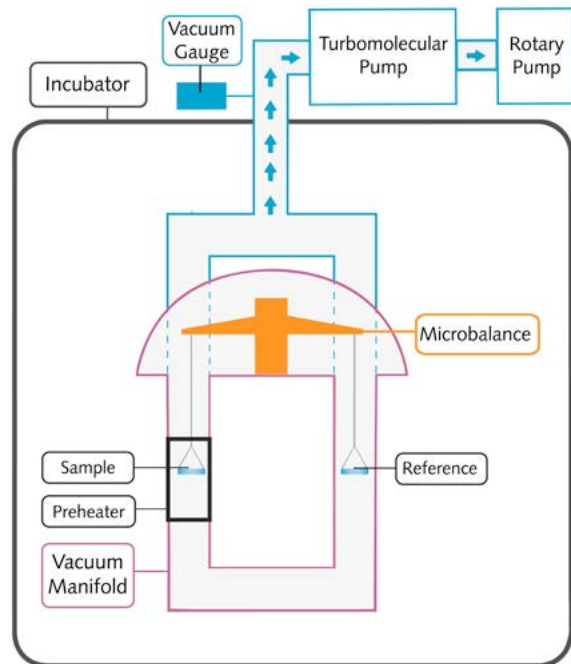 Vacuum
Gauge
Turbomolecular
Pump
Rotary
Pump
Incubator
Microbalance
Sample
Reference
Preheater
Vacuum
Manifold